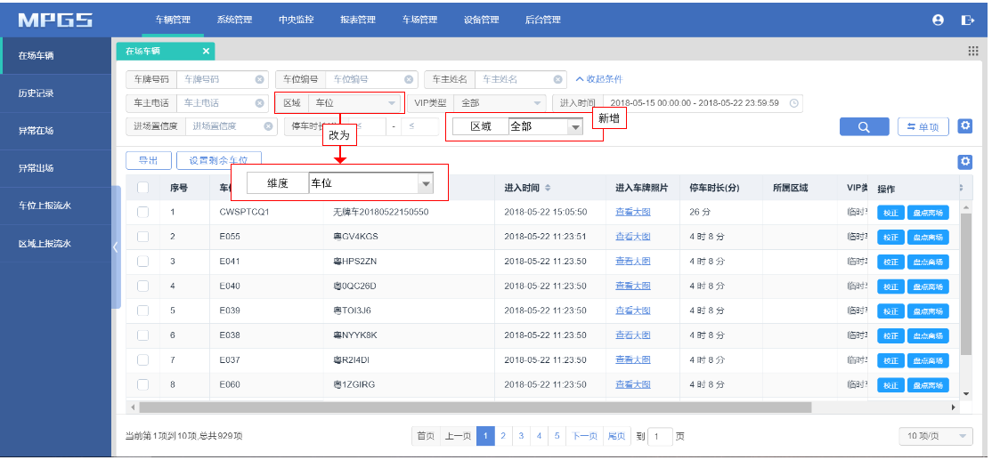 MPGS 车辆管理 系统管理 中央监控 报表管理 车场管理 设备管理 后台管理
在场车辆
历史记录
异常在场
异常出场
车位上报流水
区域上报流水
在场车辆 ×
车牌号码 车牌号码 车位编号 车位编号 车主姓名 车主姓名 收起条件
车主电话 车主电话 区域 车位 VIP类型 全部 进入时间 2018-05-15 00:00:00 - 2018-05-22 23:59:59
进场置信度 进场置信度 停车时长 ≤ - ≤ 区域 全部 新增 单项
改为
导出 设置剩余车位
维度 车位
序号 进入时间 进入车牌照片 停车时长(分) 所属区域 VIP 操作
1 CWSPTCQ1 无牌车20180522150550 2018-05-22 15:05:50 查看大图 26 分 临时 校正 盘点离场
2 E055 粤GV4KGS 2018-05-22 11:23:51 查看大图 4 时 8 分 临时 校正 盘点离场
3 E041 粤HPS2ZN 2018-05-22 11:23:50 查看大图 4 时 8 分 临时 校正 盘点离场
4 E040 粤0QC26D 2018-05-22 11:23:50 查看大图 4 时 8 分 临时 校正 盘点离场
5 E039 粤TOI3J6 2018-05-22 11:23:50 查看大图 4 时 8 分 临时 校正 盘点离场
6 E038 粤NYYK8K 2018-05-22 11:23:50 查看大图 4 时 8 分 临时 校正 盘点离场
7 E037 粤R2I4DI 2018-05-22 11:23:50 查看大图 4 时 8 分 临时 校正 盘点离场
8 E060 粤1ZGIRG 2018-05-22 11:23:50 查看大图 4 时 8 分 临时 校正 盘点离场
当前第1项到10项,总共929项 首页 上一页 1 2 3 4 5 下一页 尾页 到 1 页 10 项/页